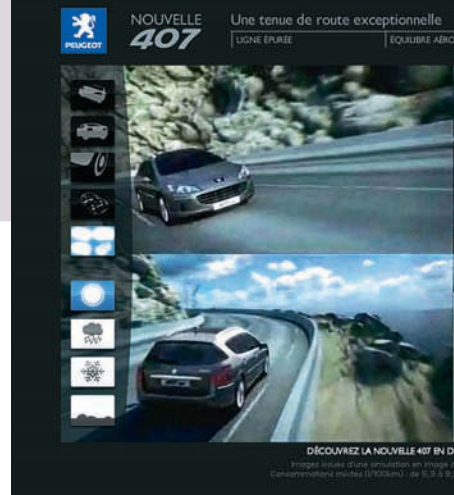 PEUGEOT
NOUVELLE
407
Une tenue de route exceptionnelle
LIGNE ÉPURÉE
ÉQUILIBRE AÉRO
DÉCOUVREZ LA NOUVELLE 407 EN D
Images issues d'une simulation en image d
Consommations mixtes (l/100km) : de 5,